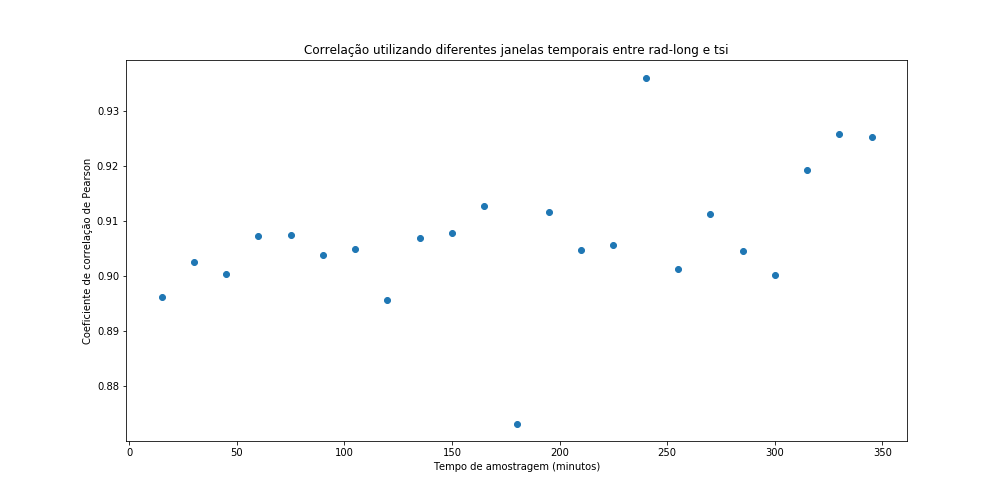 Correlação utilizando diferentes janelas temporais entre rad-long e tsi
Coeficiente de correlação de Pearson
0.93
0.92
0.91
0.90
0.89
0.88
0 50 100 150 200 250 300 350
Tempo de amostragem (minutos)